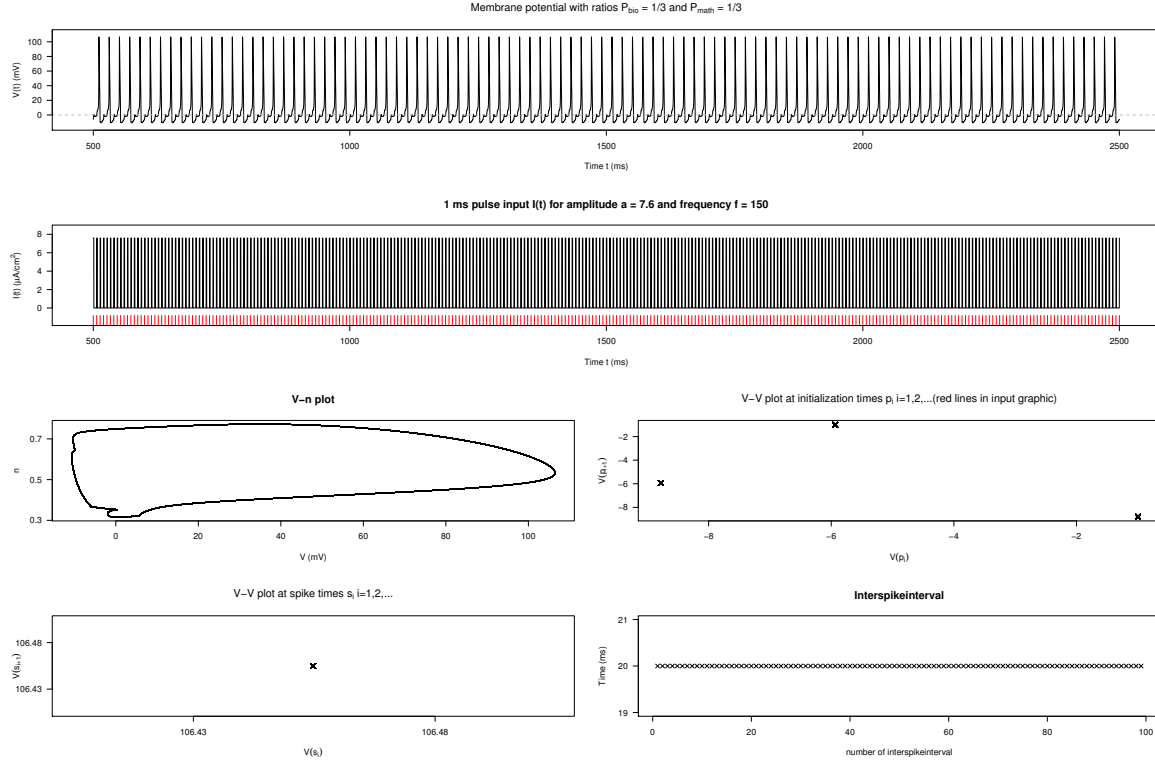 Membrane potential with ratios P_bio = 1/3 and P_math = 1/3
V(t) (mV)
100
80
60
40
20
0
500 1000 1500 2000 2500
Time t (ms)
1 ms pulse input I(t) for amplitude a = 7.6 and frequency f = 150
I(t) (µA/cm²)
8
6
4
2
0
500 1000 1500 2000 2500
Time t (ms)
V−n plot
n
0.7
0.5
0.3
0 20 40 60 80 100
V (mV)
V−V plot at initialization times p_i i=1,2,...(red lines in input graphic)
V(p_i+1)
−2
−4
−6
−8
−8 −6 −4 −2
V(p_i)
V−V plot at spike times s_i i=1,2,...
V(s_i+1)
106.48
106.43
106.43 106.48
V(s_i)
Interspikeinterval
Time (ms)
21
20
19
0 20 40 60 80 100
number of interspikeinterval